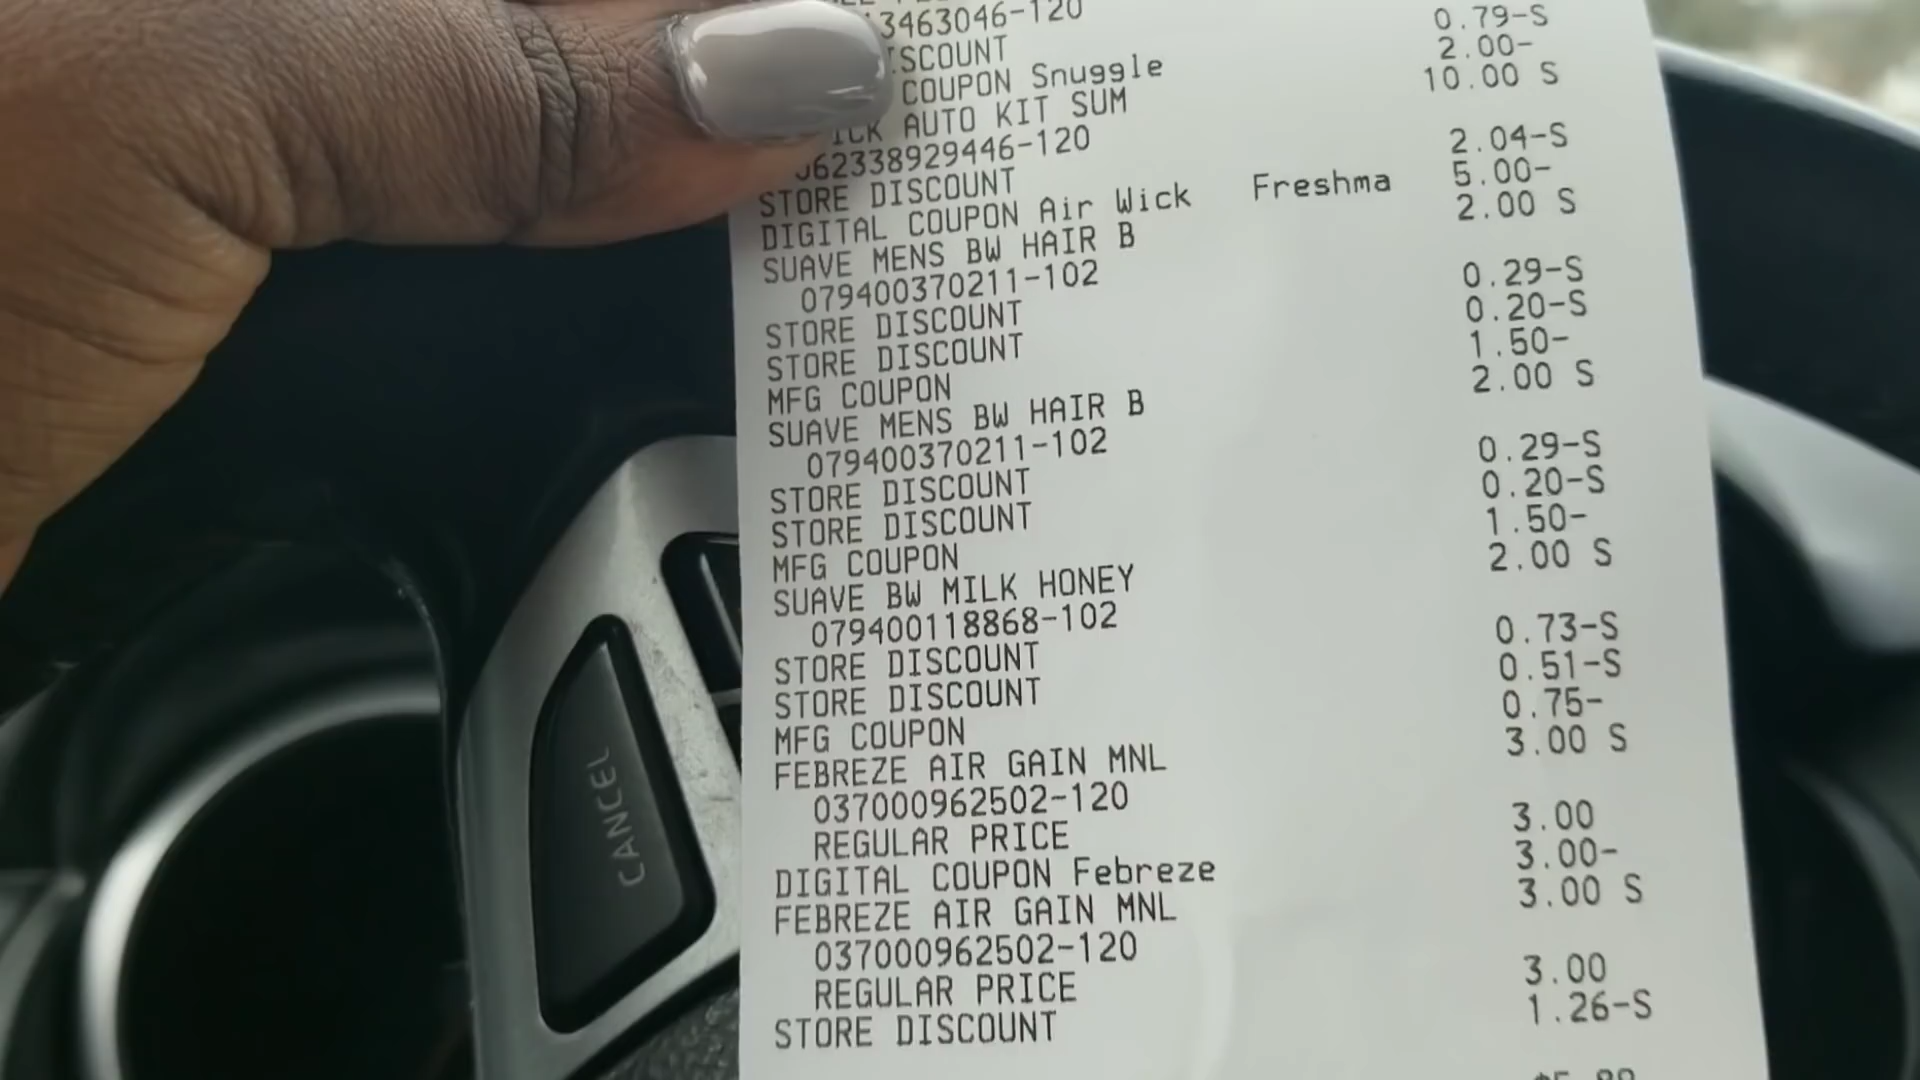 3463046-120
SCOUNT 0.79-S
COUPON Snuggle 2.00-
ICK AUTO KIT SUM 10.00 S
062338929446-120
STORE DISCOUNT 2.04-S
DIGITAL COUPON Air Wick Freshma 5.00-
SUAVE MENS BW HAIR B 2.00 S
079400370211-102
STORE DISCOUNT 0.29-S
STORE DISCOUNT 0.20-S
MFG COUPON 1.50-
SUAVE MENS BW HAIR B 2.00 S
079400370211-102
STORE DISCOUNT 0.29-S
STORE DISCOUNT 0.20-S
MFG COUPON 1.50-
SUAVE BW MILK HONEY 2.00 S
079400118868-102
STORE DISCOUNT 0.73-S
STORE DISCOUNT 0.51-S
MFG COUPON 0.75-
FEBREZE AIR GAIN MNL 3.00 S
037000962502-120
REGULAR PRICE 3.00
DIGITAL COUPON Febreze 3.00-
FEBREZE AIR GAIN MNL 3.00 S
037000962502-120
REGULAR PRICE 3.00
STORE DISCOUNT 1.26-S
CANCEL